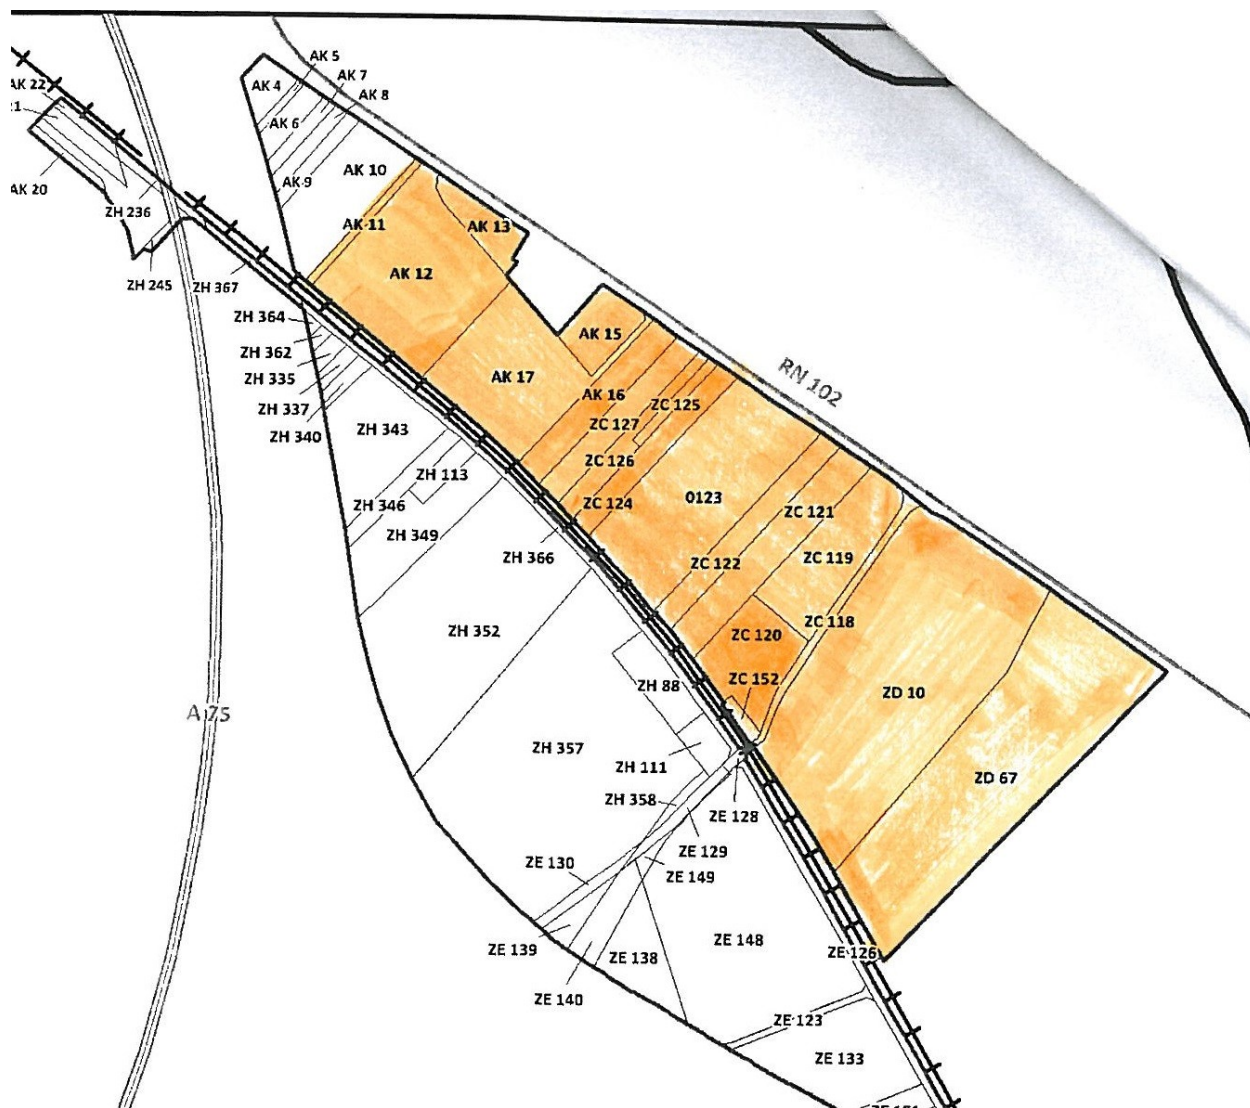 AK 5
AK 7
AK 4
AK 8
AK 22
AK 6
AK 10
AK 9
AK 20
ZH 236
AK 11
AK 13
AK 12
ZH 245
ZH 367
ZH 364
AK 15
ZH 362
RN 102
ZH 335
AK 17
AK 16
ZC 125
ZH 337
ZC 127
ZH 340
ZH 343
ZC 126
ZH 113
0123
ZC 124
ZH 346
ZC 121
ZH 349
ZH 366
ZC 122
ZC 119
ZC 118
ZH 352
ZC 120
ZC 152
ZH 88
ZD 10
A 75
ZH 357
ZH 111
ZD 67
ZH 358
ZE 128
ZE 129
ZE 130
ZE 149
ZE 148
ZE 139
ZE 138
ZE 126
ZE 140
ZE 123
ZE 133